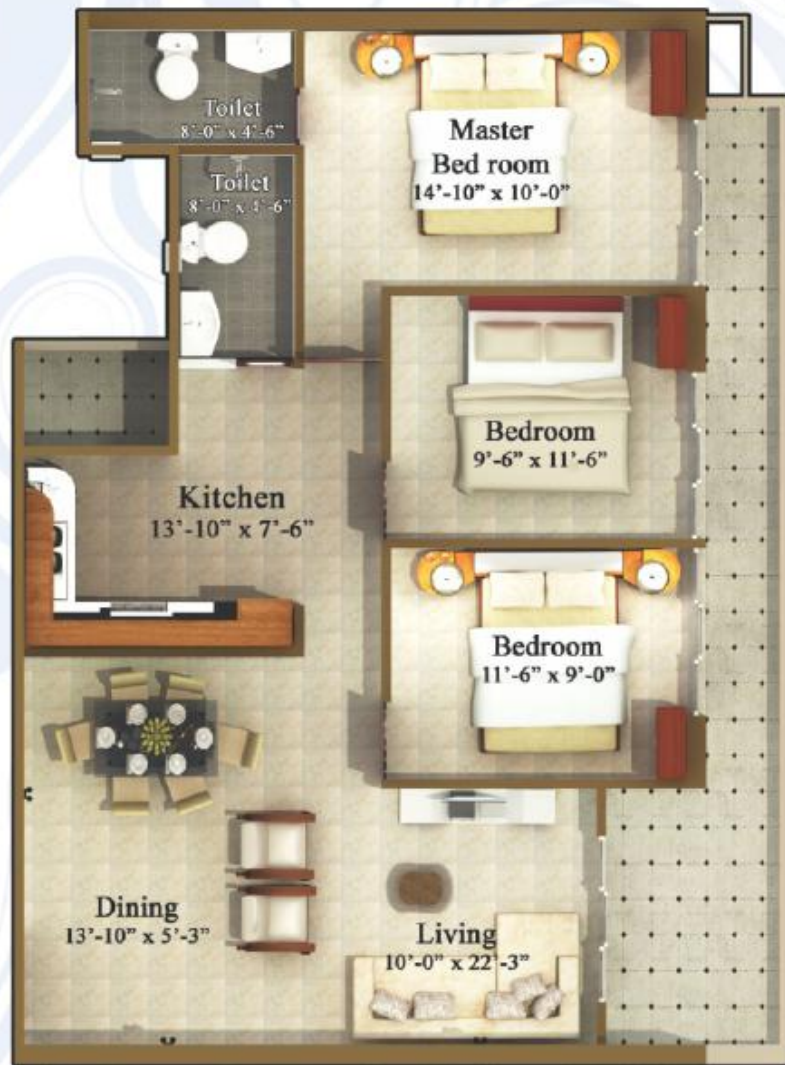 Toilet
8’-0” x 4’-6”
Master
Bed room
14’-10” x 10’-0”
Toilet
8’-0” x 4’-6”
Bedroom
9’-6” x 11’-6”
Kitchen
13’-10” x 7’-6”
Bedroom
11’-6” x 9’-0”
Dining
13’-10” x 5’-3”
Living
10’-0” x 22’-3”